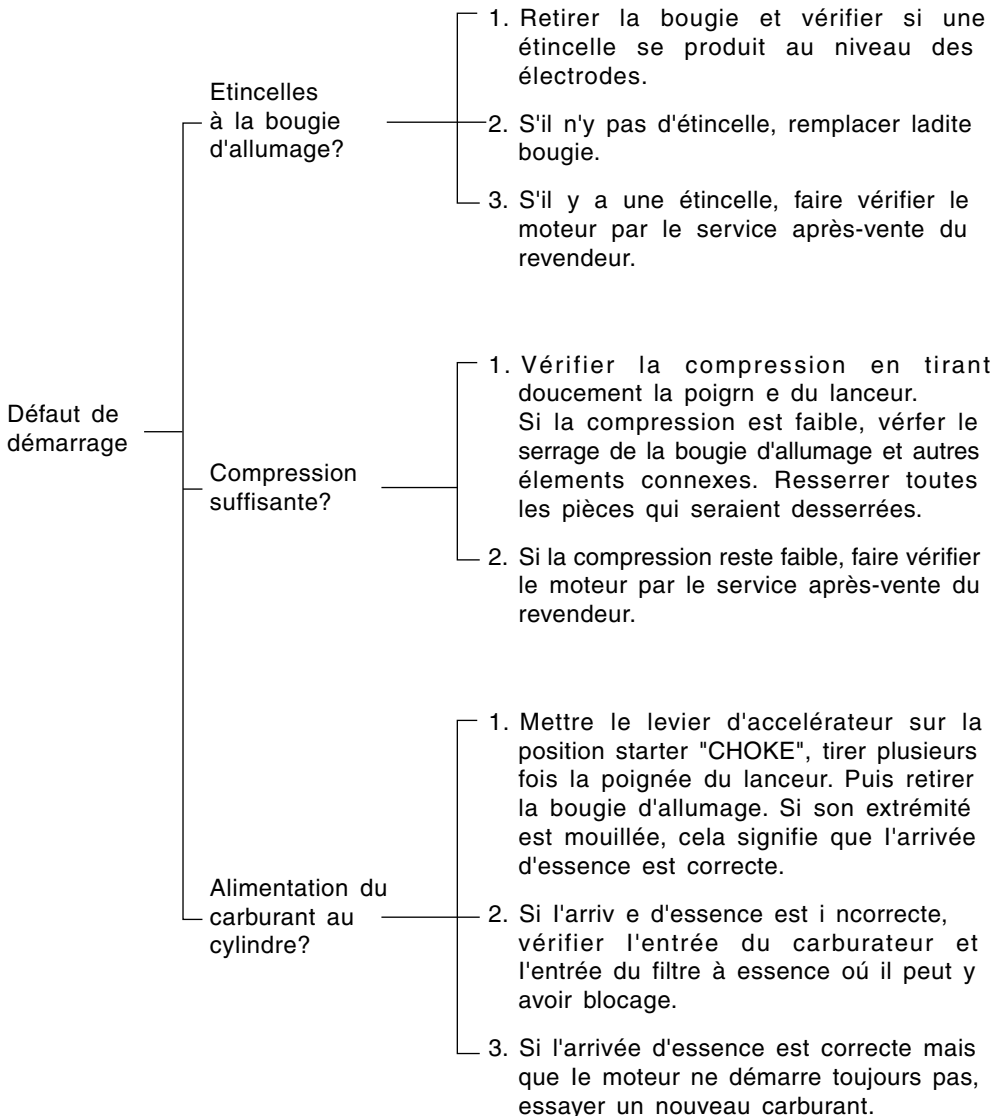 Défaut de
démarrage
Etincelles
à la bougie
d'allumage?
1. Retirer la bougie et vérifier si une
étincelle se produit au niveau des
électrodes.
2. S'il n'y pas d'étincelle, remplacer ladite
bougie.
3. S'il y a une étincelle, faire vérifier le
moteur par le service après-vente du
revendeur.
Compression
suffisante?
1. Vérifier la compression en tirant
doucement la poigrn e du lanceur.
Si la compression est faible, vérfer le
serrage de la bougie d'allumage et autres
élements connexes. Resserrer toutes
les pièces qui seraient desserrées.
2. Si la compression reste faible, faire vérifier
le moteur par le service après-vente du
revendeur.
Alimentation du
carburant au
cylindre?
1. Mettre le levier d'accelérateur sur la
position starter "CHOKE", tirer plusieurs
fois la poignée du lanceur. Puis retirer
la bougie d'allumage. Si son extrémité
est mouillée, cela signifie que l'arrivée
d'essence est correcte.
2. Si l'arriv e d'essence est i ncorrecte,
vérifier l'entrée du carburateur et
l'entrée du filtre à essence oú il peut y
avoir blocage.
3. Si l'arrivée d'essence est correcte mais
que le moteur ne démarre toujours pas,
essayer un nouveau carburant.